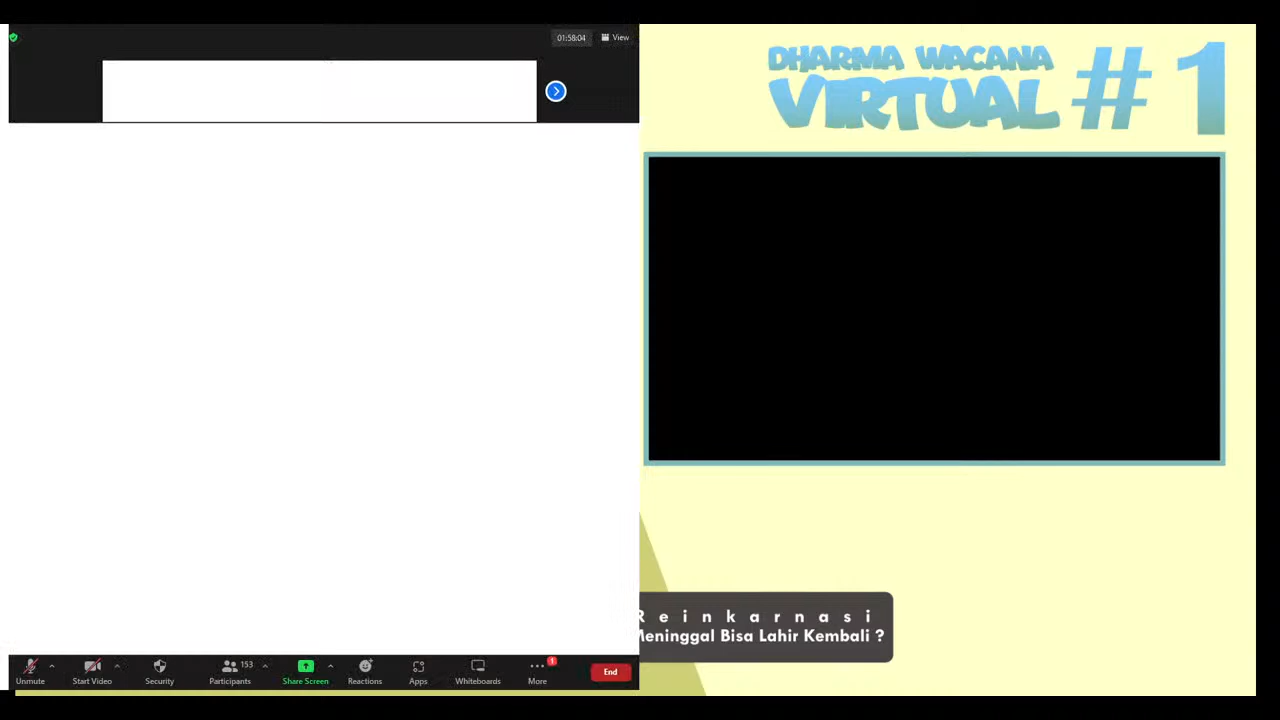 01:58:04 View
DHARMA WACANA
VIRTUAL #1
Reinkarnasi
Meninggal Bisa Lahir Kembali ?
153
1
Unmute Start Video Security Participants Share Screen Reactions Apps Whiteboards More End